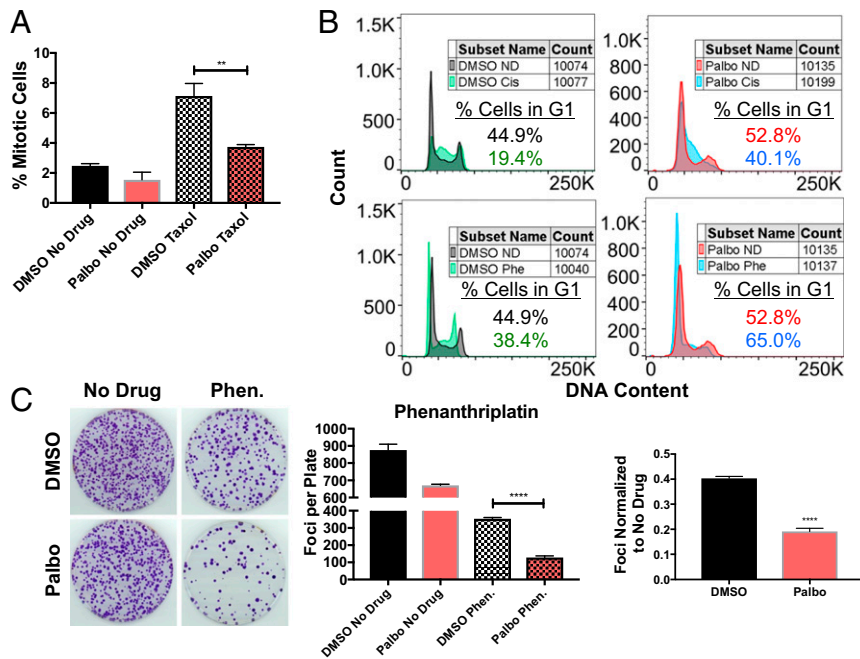 A
% Mitotic Cells
10
8
6
4
2
0
**
DMSO No Drug
Palbo No Drug
DMSO Taxol
Palbo Taxol
B
Count
1.5K
1.0K
500
0
Subset Name Count
DMSO ND 10074
DMSO Cis 10077
% Cells in G1
44.9%
19.4%
0 250K
1.0K
800
600
400
200
0
Subset Name Count
Palbo ND 10135
Palbo Cis 10199
% Cells in G1
52.8%
40.1%
0 250K
1.5K
1.0K
500
0
Subset Name Count
DMSO ND 10074
DMSO Phe 10040
% Cells in G1
44.9%
38.4%
0 250K
1.0K
800
600
400
200
0
Subset Name Count
Palbo ND 10135
Palbo Phe 10137
% Cells in G1
52.8%
65.0%
0 250K
DNA Content
C
No Drug Phen.
DMSO
Palbo
Phenanthriplatin
Foci per Plate
1000
900
800
700
600
400
300
200
100
0
****
DMSO No Drug
Palbo No Drug
DMSO Phen.
Palbo Phen.
Foci Normalized
to No Drug
0.5
0.4
0.3
0.2
0.1
0.0
****
DMSO Palbo